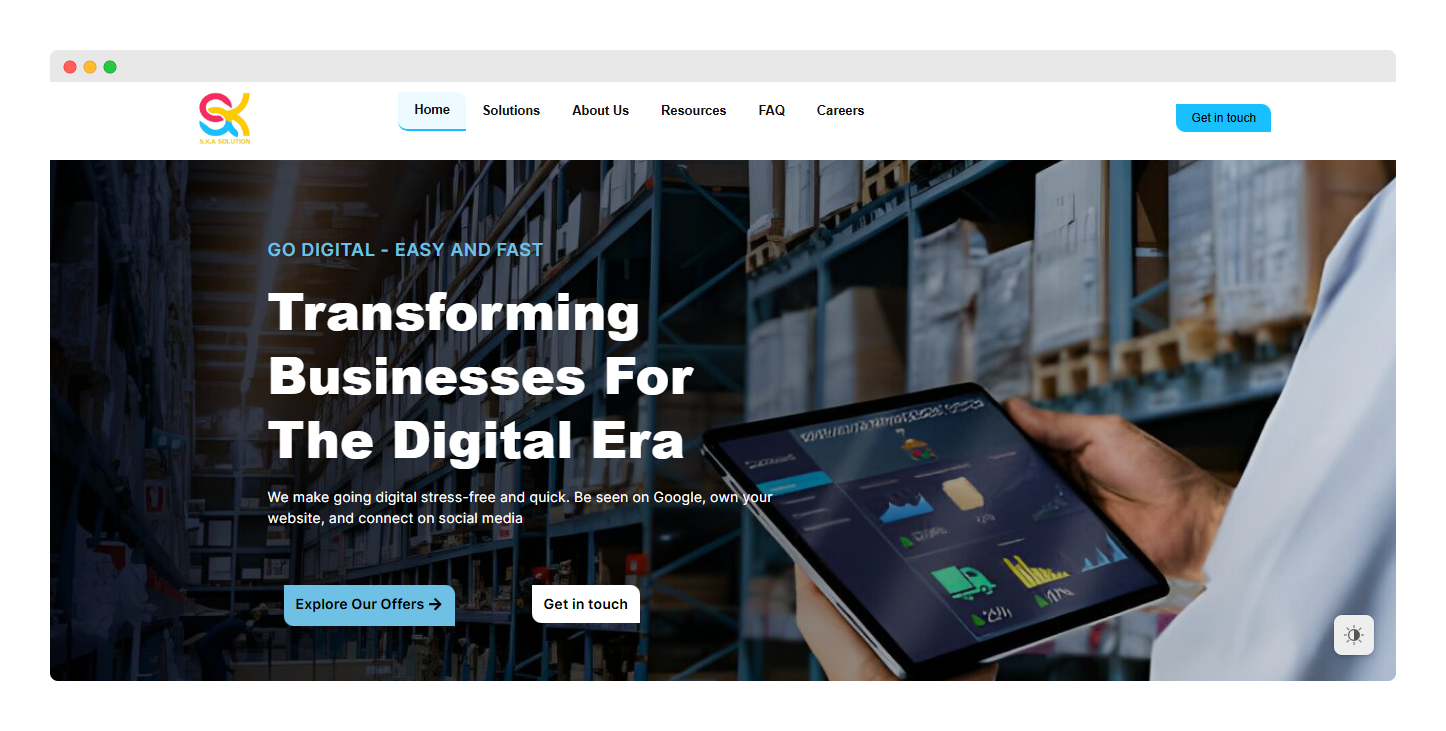 S.K.A SOLUTION
Home
Solutions
About Us
Resources
FAQ
Careers
Get in touch
GO DIGITAL - EASY AND FAST
Transforming
Businesses For
The Digital Era
We make going digital stress-free and quick. Be seen on Google, own your
website, and connect on social media
Explore Our Offers →
Get in touch